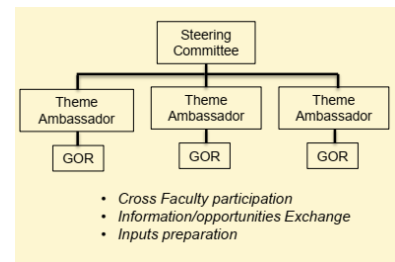 Steering
Committee
Theme
Ambassador
Theme
Ambassador
Theme
Ambassador
GOR
GOR
GOR
• Cross Faculty participation
• Information/opportunities Exchange
• Inputs preparation